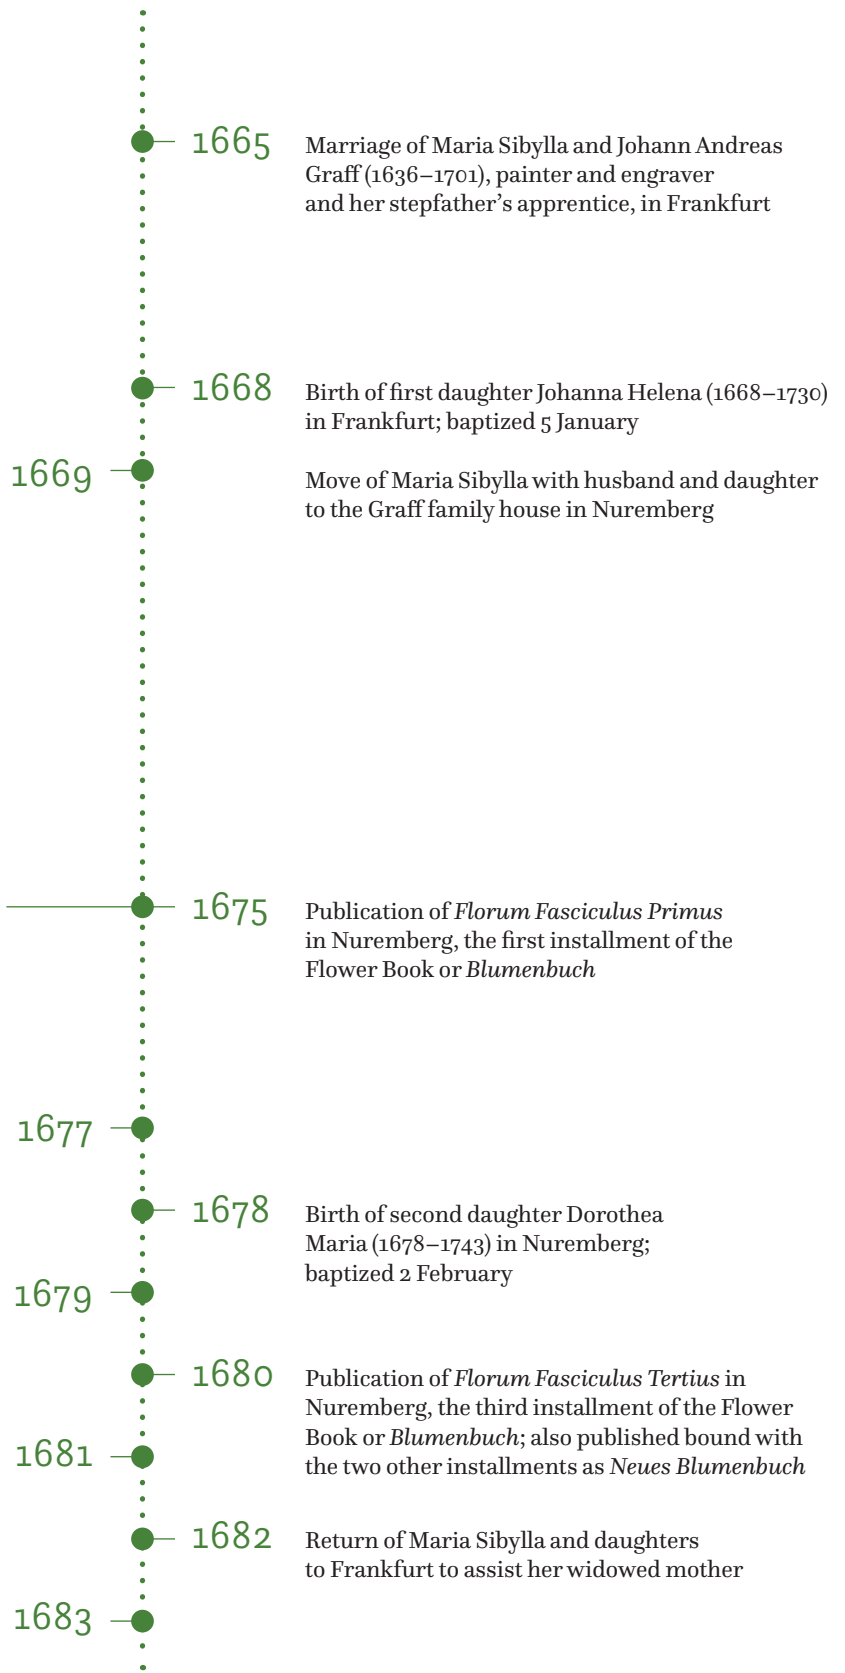 1665
Marriage of Maria Sibylla and Johann Andreas
Graff (1636–1701), painter and engraver
and her stepfather’s apprentice, in Frankfurt
1668
Birth of first daughter Johanna Helena (1668–1730)
in Frankfurt; baptized 5 January
1669
Move of Maria Sibylla with husband and daughter
to the Graff family house in Nuremberg
1675
Publication of Florum Fasciculus Primus
in Nuremberg, the first installment of the
Flower Book or Blumenbuch
1677
1678
Birth of second daughter Dorothea
Maria (1678–1743) in Nuremberg;
baptized 2 February
1679
1680
Publication of Florum Fasciculus Tertius in
Nuremberg, the third installment of the Flower
Book or Blumenbuch; also published bound with
the two other installments as Neues Blumenbuch
1681
1682
Return of Maria Sibylla and daughters
to Frankfurt to assist her widowed mother
1683